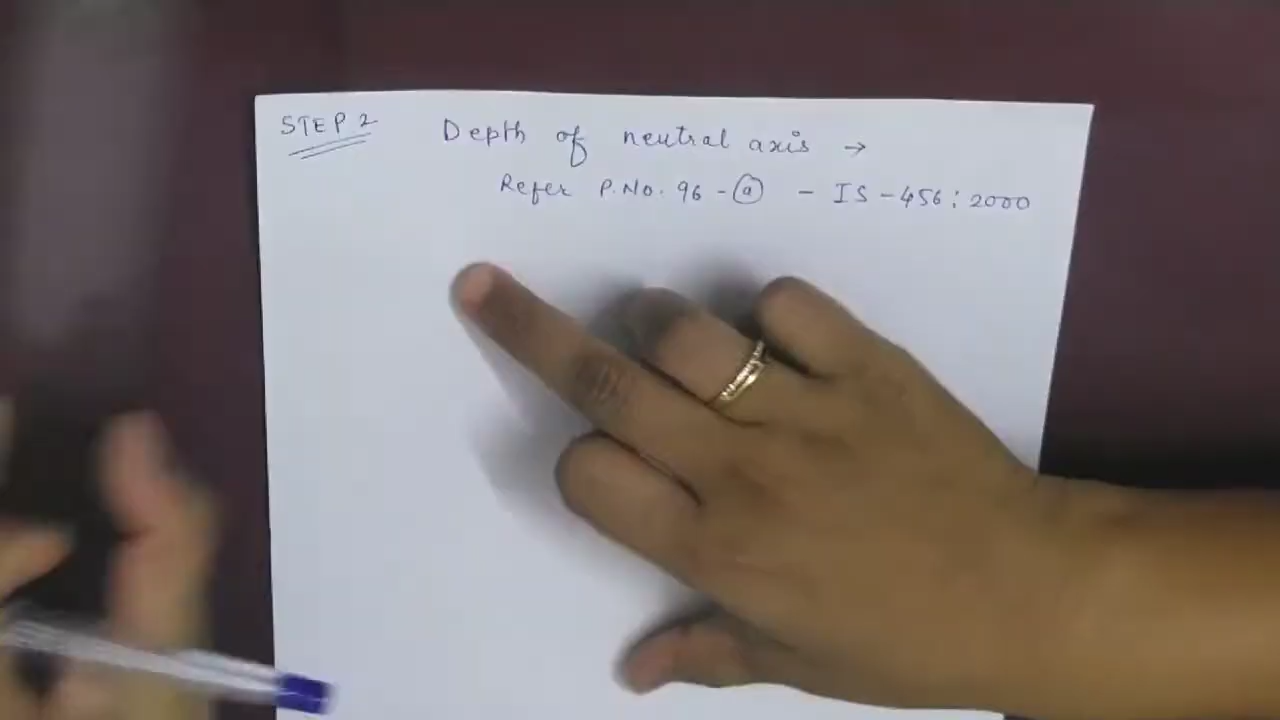 STEP 2
Depth of neutral axis →
Refer P.No. 96 - ⓐ - IS - 456 : 2000